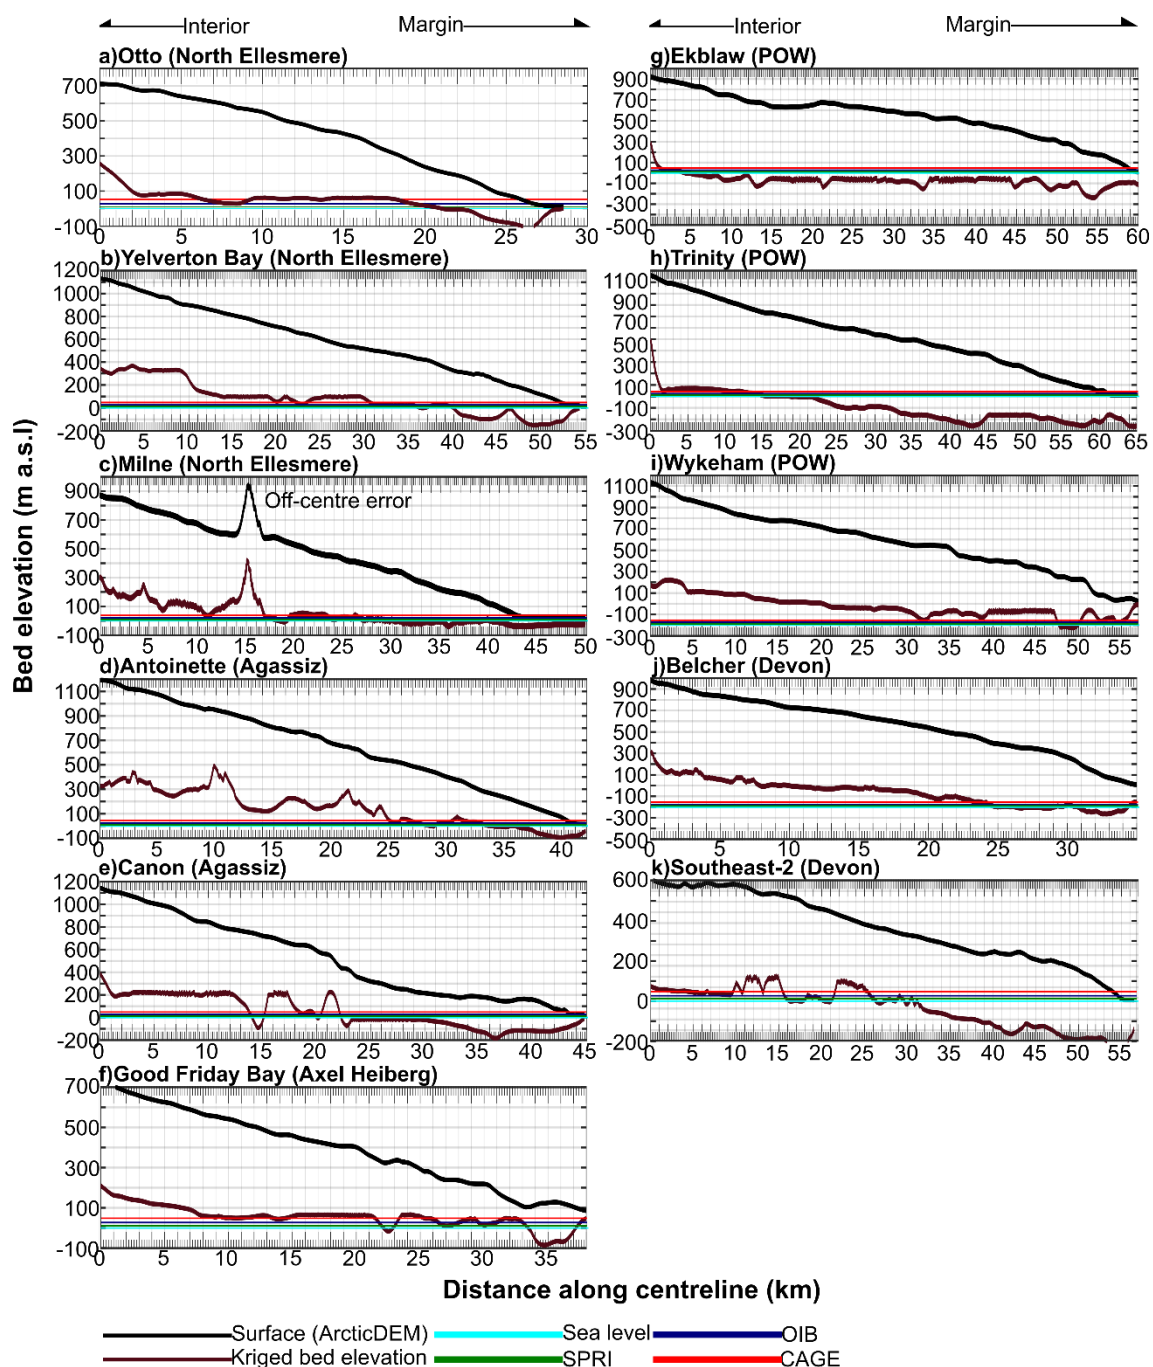 Interior Margin
Interior Margin
a)Otto (North Ellesmere)
700
500
300
100
-100
0 5 10 15 20 25 30
b)Yelverton Bay (North Ellesmere)
1200
1000
800
600
400
200
0
-200
0 5 10 15 20 25 30 35 40 45 50 55
c)Milne (North Ellesmere)
Off-centre error
900
700
500
300
100
-100
0 5 10 15 20 25 30 35 40 45 50
d)Antoinette (Agassiz)
1100
900
700
500
300
100
-100
0 5 10 15 20 25 30 35 40
e)Canon (Agassiz)
1200
1000
800
600
400
200
0
-200
0 5 10 15 20 25 30 35 40 45
f)Good Friday Bay (Axel Heiberg)
700
500
300
100
-100
0 5 10 15 20 25 30 35
g)Ekblaw (POW)
900
700
500
300
100
-100
-300
-500
0 5 10 15 20 25 30 35 40 45 50 55 60
h)Trinity (POW)
1100
900
700
500
300
100
-100
-300
0 5 10 15 20 25 30 35 40 45 50 55 60 65
i)Wykeham (POW)
1100
900
700
500
300
100
-100
-300
0 5 10 15 20 25 30 35 40 45 50 55
j)Belcher (Devon)
900
700
500
300
100
-100
-300
-500
0 5 10 15 20 25 30
k)Southeast-2 (Devon)
600
400
200
0
-200
0 5 10 15 20 25 30 35 40 45 50 55
Bed elevation (m a.s.l)
Distance along centreline (km)
Surface (ArcticDEM) Sea level OIB
Kriged bed elevation SPRI CAGE